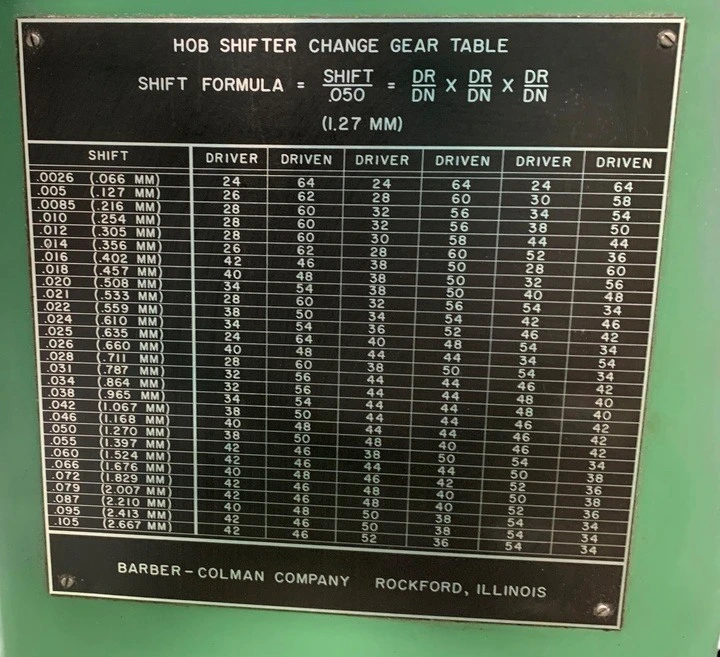 HOB SHIFTER CHANGE GEAR TABLE
SHIFT FORMULA = SHIFT/.050 = DR/DN X DR/DN X DR/DN
(1.27 MM)
SHIFT DRIVER DRIVEN DRIVER DRIVEN DRIVER DRIVEN
.0026 (.066 MM) 24 64 24 64 24 64
.005 (.127 MM) 26 62 28 60 30 58
.0085 (.216 MM) 28 60 32 56 34 54
.010 (.254 MM) 28 60 32 56 38 50
.012 (.305 MM) 28 60 30 58 44 44
.014 (.356 MM) 26 62 28 60 52 36
.016 (.402 MM) 42 46 38 50 28 60
.018 (.457 MM) 40 48 38 50 32 56
.020 (.508 MM) 34 54 38 50 40 48
.021 (.533 MM) 28 60 32 56 54 34
.022 (.559 MM) 38 50 34 54 42 46
.024 (.610 MM) 34 54 36 52 46 42
.025 (.635 MM) 24 64 40 48 54 34
.026 (.660 MM) 40 48 44 44 34 54
.028 (.711 MM) 28 60 38 50 54 34
.031 (.787 MM) 32 56 44 44 46 42
.034 (.864 MM) 32 56 44 44 48 40
.038 (.965 MM) 34 54 44 44 48 40
.042 (1.067 MM) 38 50 44 44 46 42
.046 (1.168 MM) 40 48 44 44 46 42
.050 (1.270 MM) 38 50 48 40 46 42
.055 (1.397 MM) 42 46 38 50 54 34
.060 (1.524 MM) 42 46 44 44 50 38
.066 (1.676 MM) 40 48 46 42 52 36
.072 (1.829 MM) 42 46 48 40 50 38
.079 (2.007 MM) 42 46 48 40 52 36
.087 (2.210 MM) 40 48 50 38 54 34
.095 (2.413 MM) 42 46 50 38 54 34
.105 (2.667 MM) 42 46 52 36 54 34
BARBER-COLMAN COMPANY ROCKFORD, ILLINOIS